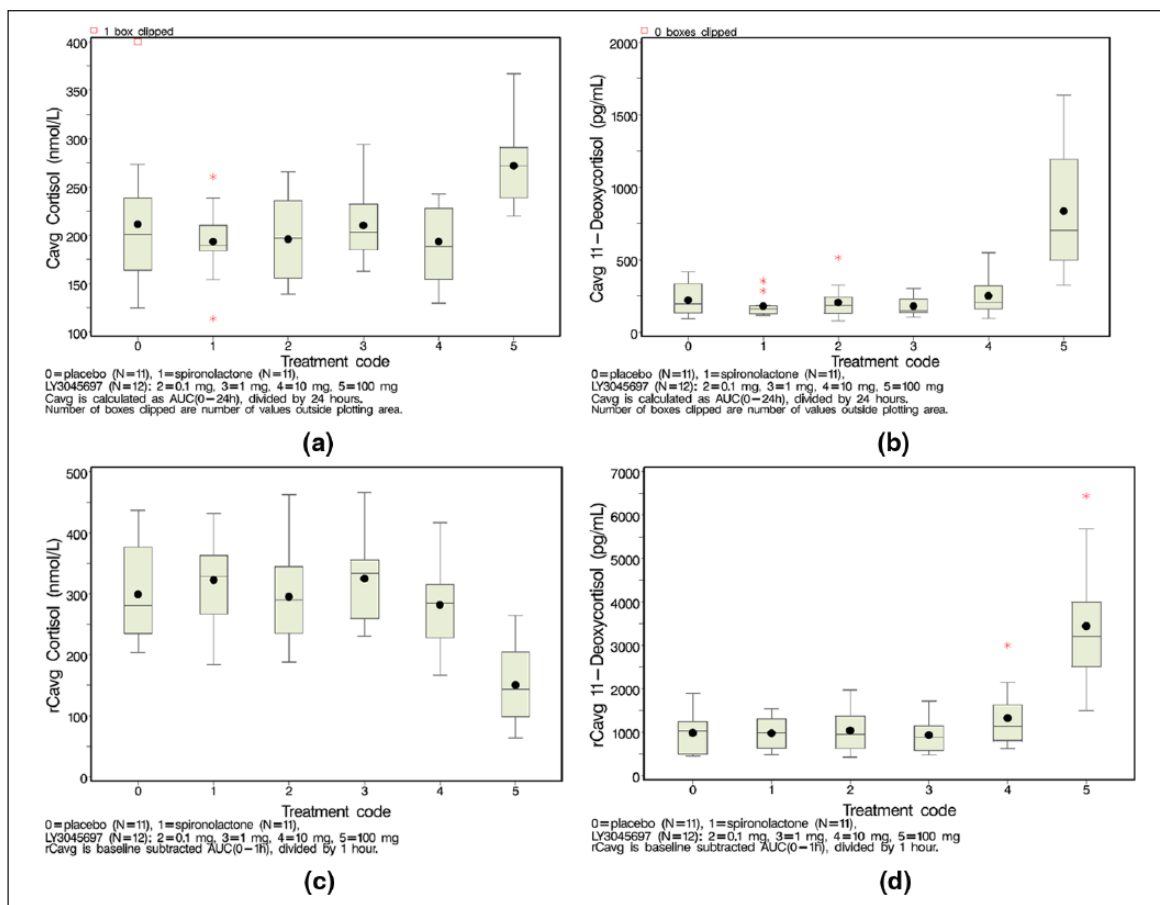 1 box clipped
400
350
300
250
200
150
100
Cavg Cortisol (nmol/L)
0 1 2 3 4 5
Treatment code
0=placebo (N=11), 1=spironolactone (N=11),
LY3045697 (N=12): 2=0.1 mg, 3=1 mg, 4=10 mg, 5=100 mg
Cavg is calculated as AUC(0-24h), divided by 24 hours.
Number of boxes clipped are number of values outside plotting area.
(a)
0 boxes clipped
2000
1500
1000
500
0
Cavg 11-Deoxycortisol (pg/mL)
0 1 2 3 4 5
Treatment code
0=placebo (N=11), 1=spironolactone (N=11),
LY3045697 (N=12): 2=0.1 mg, 3=1 mg, 4=10 mg, 5=100 mg
Cavg is calculated as AUC(0-24h), divided by 24 hours.
Number of boxes clipped are number of values outside plotting area.
(b)
500
400
300
200
100
0
rCavg Cortisol (nmol/L)
0 1 2 3 4 5
Treatment code
0=placebo (N=11), 1=spironolactone (N=11),
LY3045697 (N=12): 2=0.1 mg, 3=1 mg, 4=10 mg, 5=100 mg
rCavg is baseline subtracted AUC(0-1h), divided by 1 hour.
(c)
7000
6000
5000
4000
3000
2000
1000
0
rCavg 11-Deoxycortisol (pg/mL)
0 1 2 3 4 5
Treatment code
0=placebo (N=11), 1=spironolactone (N=11),
LY3045697 (N=12): 2=0.1 mg, 3=1 mg, 4=10 mg, 5=100 mg
rCavg is baseline subtracted AUC(0-1h), divided by 1 hour.
(d)